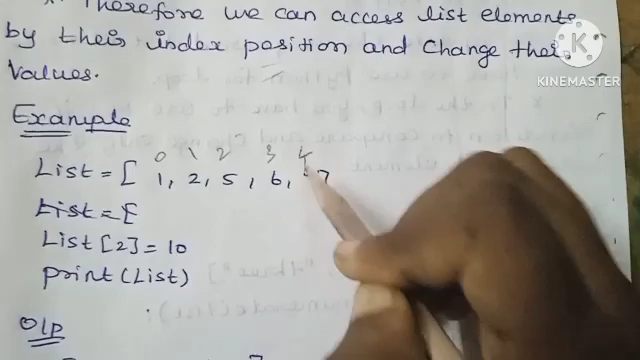 Therefore we can access list elements
by their index position and change their
values.
KINEMASTER
Example
0 1 2 3 4
List = [ 1, 2, 5, 6, 7
List = [
List [2] = 10
print (List)
O/p